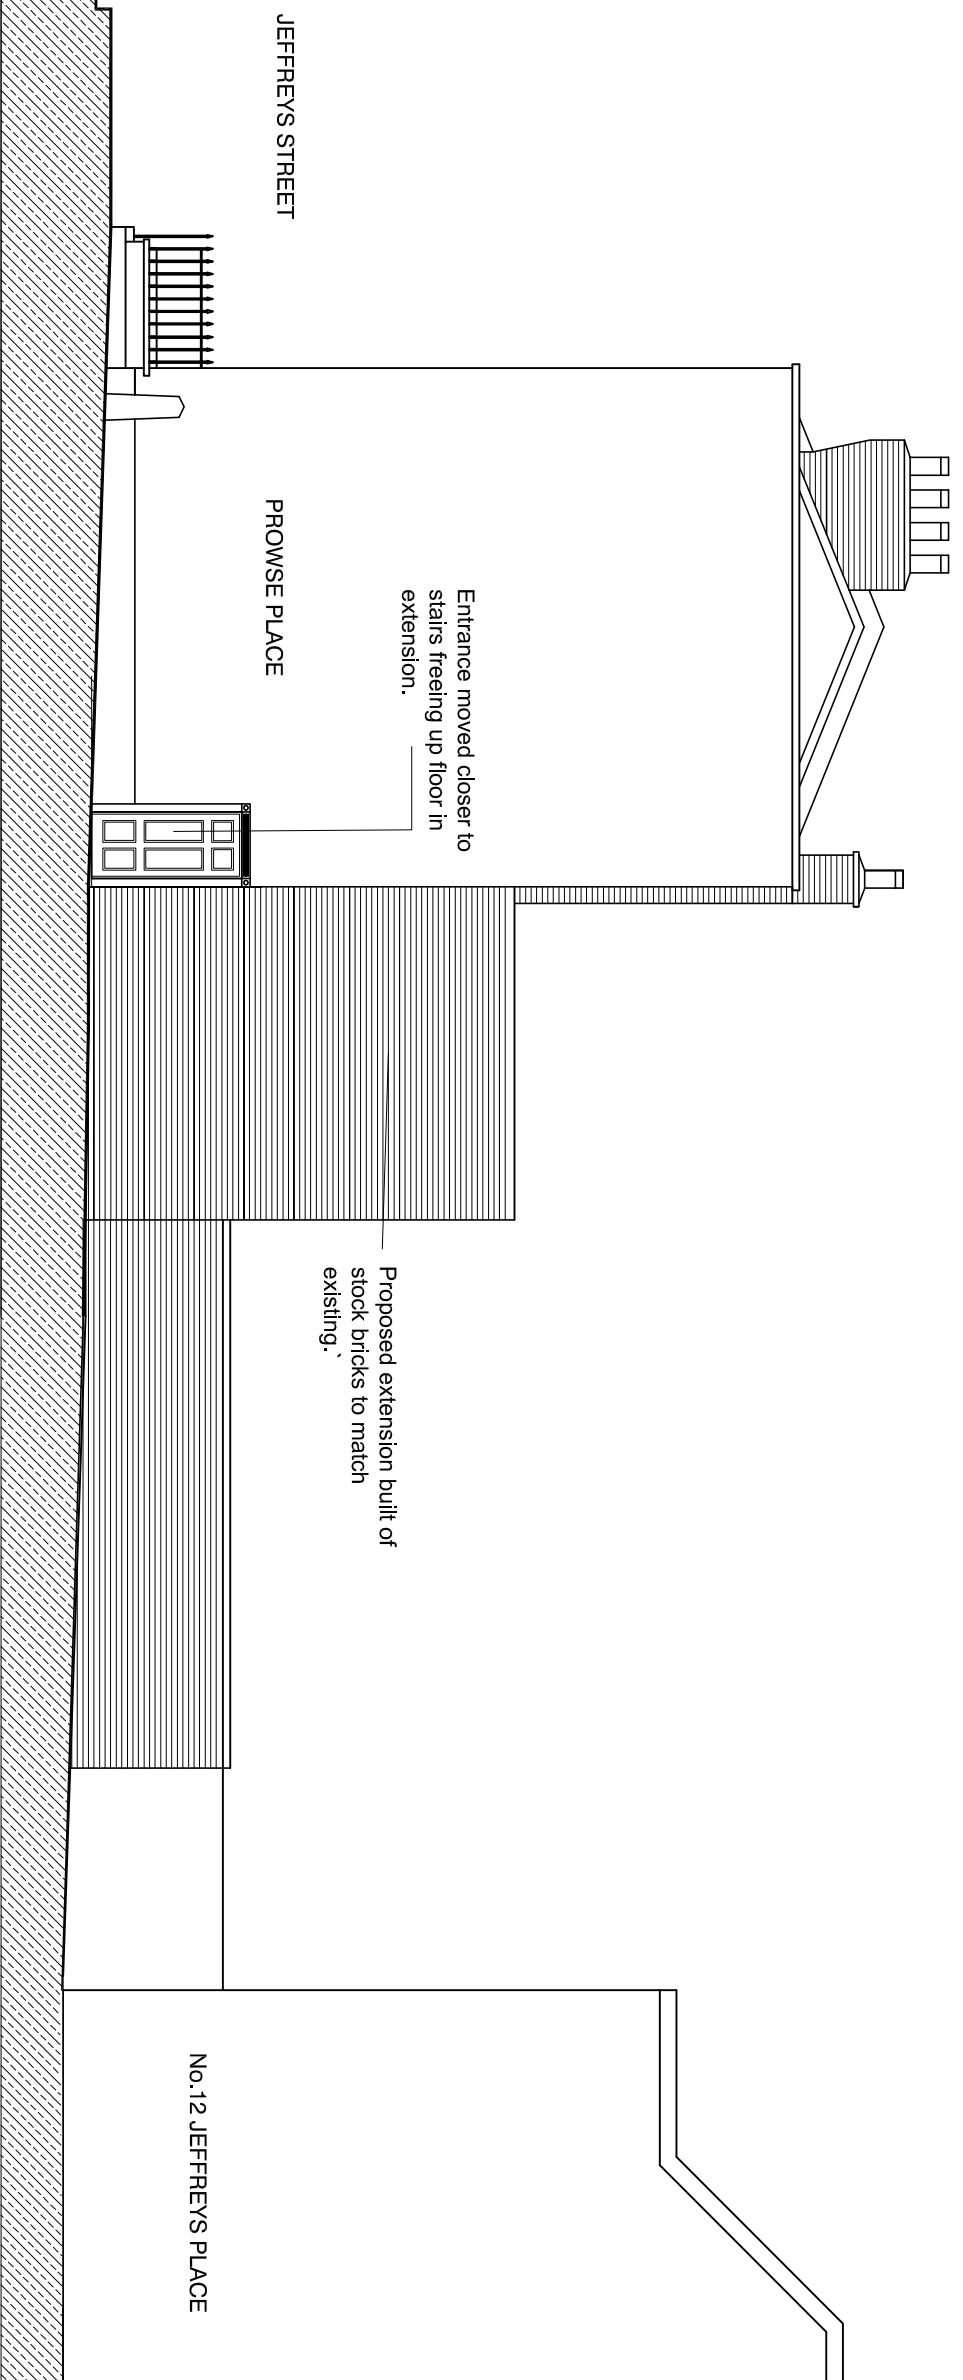 JEFFREYS STREET
PROWSE PLACE
Entrance moved closer to
stairs freeing up floor in
extension.
Proposed extension built of
stock bricks to match
existing.`
No.12 JEFFREYS PLACE